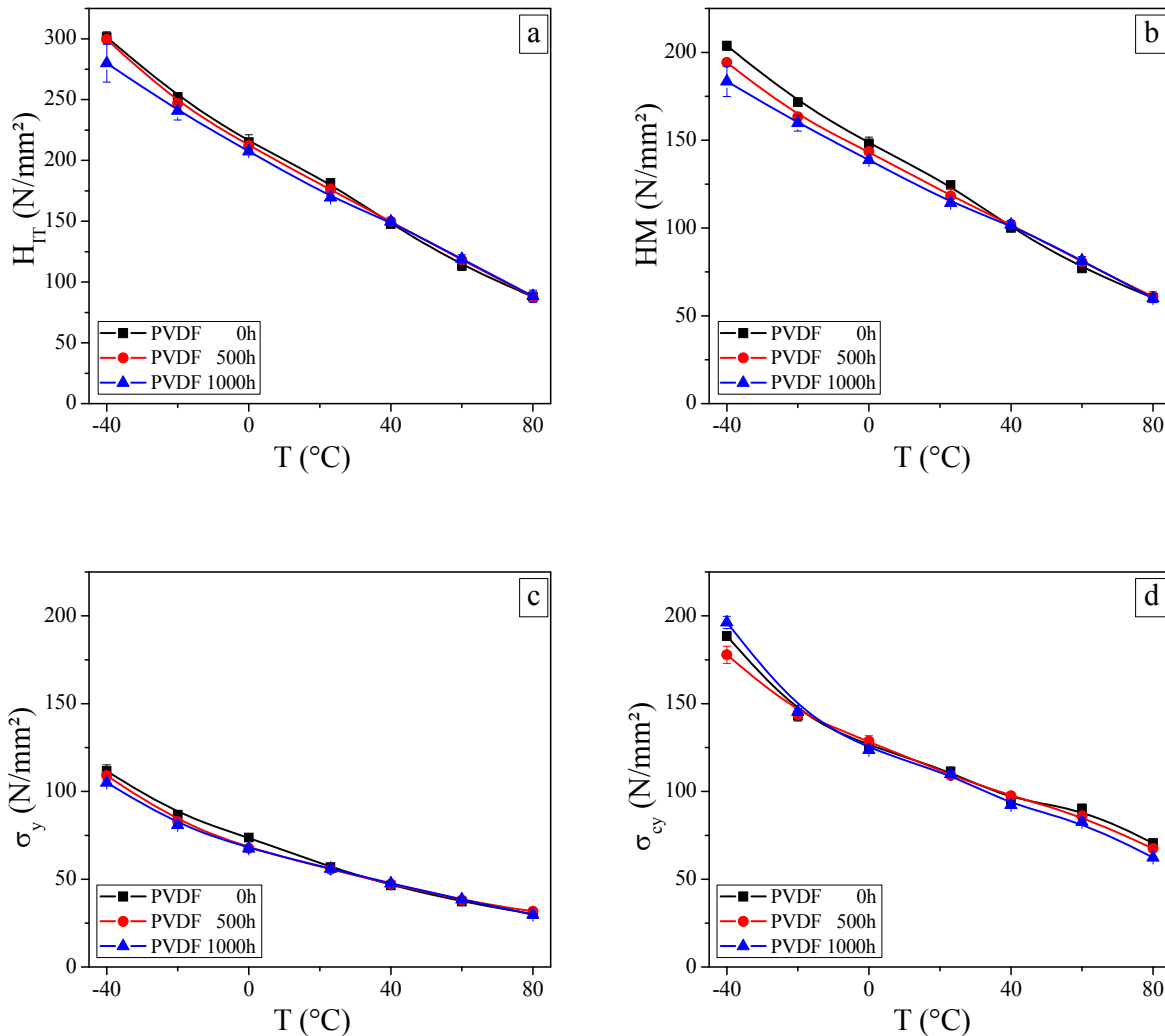 a
H_IT (N/mm²)
300
250
200
150
100
50
0
PVDF 0h
PVDF 500h
PVDF 1000h
-40 0 40 80
T (°C)
b
HM (N/mm²)
200
150
100
50
0
PVDF 0h
PVDF 500h
PVDF 1000h
-40 0 40 80
T (°C)
c
σ_y (N/mm²)
200
150
100
50
0
PVDF 0h
PVDF 500h
PVDF 1000h
-40 0 40 80
T (°C)
d
σ_cy (N/mm²)
200
150
100
50
0
PVDF 0h
PVDF 500h
PVDF 1000h
-40 0 40 80
T (°C)